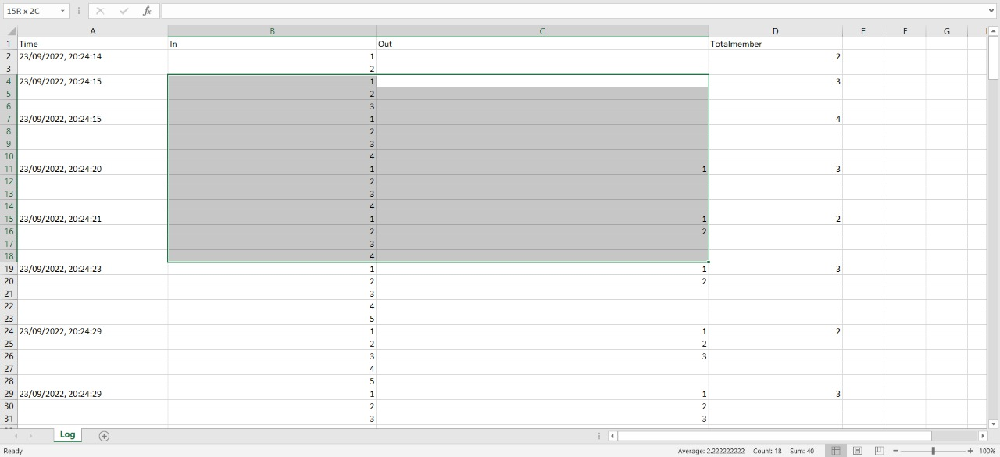 15R x 2C fx
A B C D E F G
1 Time In Out Totalmember
2 23/09/2022, 20:24:14 1 2
3 2
4 23/09/2022, 20:24:15 1 3
5 2
6 3
7 23/09/2022, 20:24:15 1 4
8 2
9 3
10 4
11 23/09/2022, 20:24:20 1 1 3
12 2
13 3
14 4
15 23/09/2022, 20:24:21 1 1 2
16 2 2
17 3
18 4
19 23/09/2022, 20:24:23 1 1 3
20 2 2
21 3
22 4
23 5
24 23/09/2022, 20:24:29 1 1 2
25 2 2
26 3 3
27 4
28 5
29 23/09/2022, 20:24:29 1 1 3
30 2 2
31 3 3
Log
Ready Average: 2.222222222 Count: 18 Sum: 40 100%